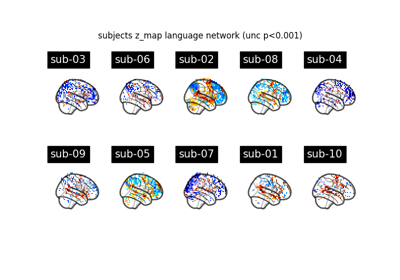 subjects z_map language network (unc p<0.001)
sub-03 sub-06 sub-02 sub-08 sub-04
sub-09 sub-05 sub-07 sub-01 sub-10